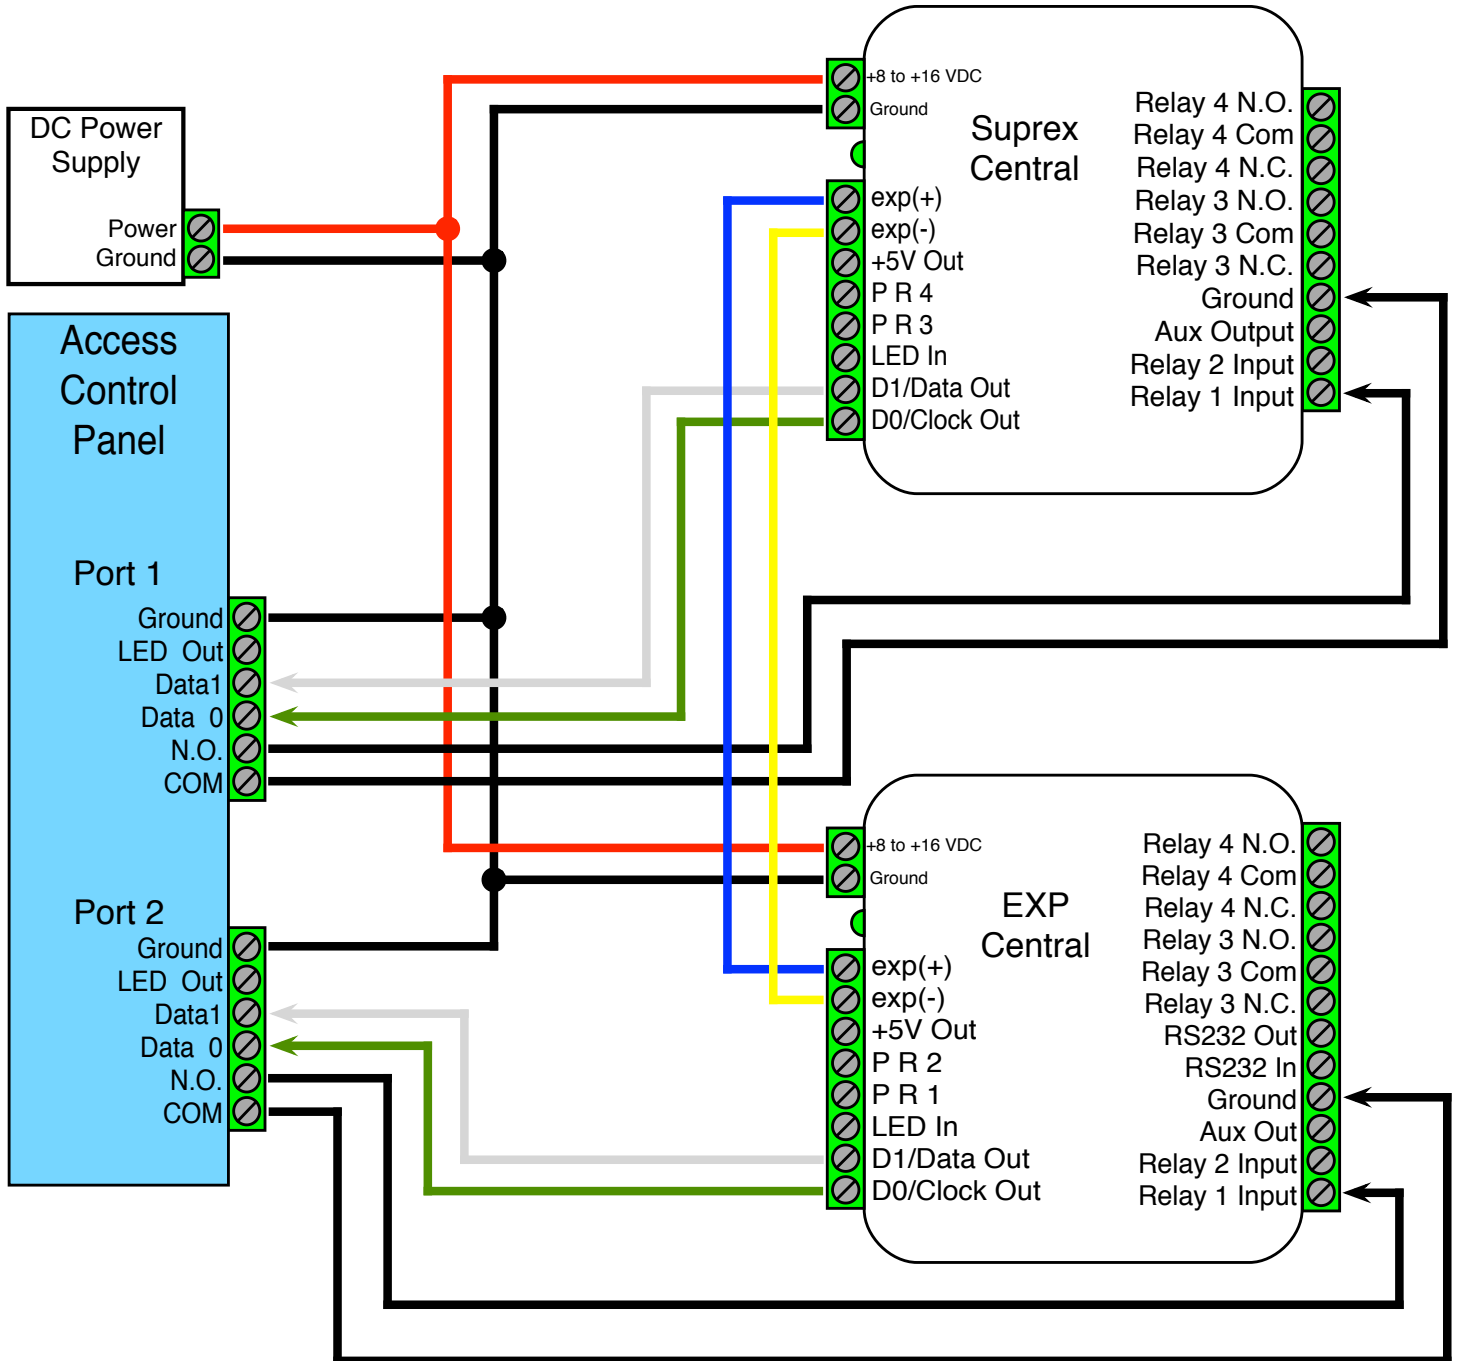 DC Power
Supply
Power
Ground
Access
Control
Panel
Port 1
Ground
LED Out
Data1
Data 0
N.O.
COM
Port 2
Ground
LED Out
Data1
Data 0
N.O.
COM
+8 to +16 VDC
Ground
Suprex
Central
exp(+)
exp(-)
+5V Out
P R 4
P R 3
LED In
D1/Data Out
D0/Clock Out
Relay 4 N.O.
Relay 4 Com
Relay 4 N.C.
Relay 3 N.O.
Relay 3 Com
Relay 3 N.C.
Ground
Aux Output
Relay 2 Input
Relay 1 Input
+8 to +16 VDC
Ground
EXP
Central
exp(+)
exp(-)
+5V Out
P R 2
P R 1
LED In
D1/Data Out
D0/Clock Out
Relay 4 N.O.
Relay 4 Com
Relay 4 N.C.
Relay 3 N.O.
Relay 3 Com
Relay 3 N.C.
RS232 Out
RS232 In
Ground
Aux Out
Relay 2 Input
Relay 1 Input